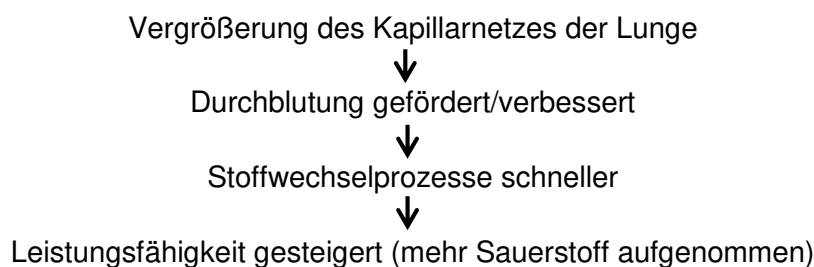 Vergrößerung des Kapillarnetzes der Lunge
Durchblutung gefördert/verbessert
Stoffwechselprozesse schneller
Leistungsfähigkeit gesteigert (mehr Sauerstoff aufgenommen)